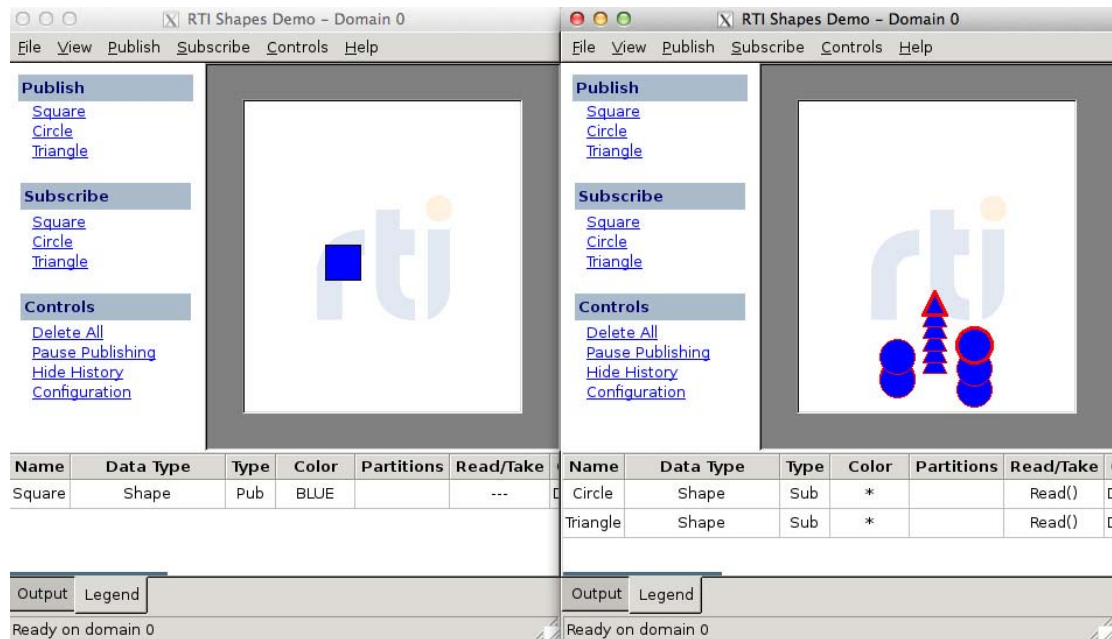 RTI Shapes Demo – Domain 0
File View Publish Subscribe Controls Help
Publish
Square
Circle
Triangle
Subscribe
Square
Circle
Triangle
Controls
Delete All
Pause Publishing
Hide History
Configuration
rti
Name Data Type Type Color Partitions Read/Take
Square Shape Pub BLUE ---
Output Legend
Ready on domain 0
RTI Shapes Demo – Domain 0
File View Publish Subscribe Controls Help
Publish
Square
Circle
Triangle
Subscribe
Square
Circle
Triangle
Controls
Delete All
Pause Publishing
Hide History
Configuration
rti
Name Data Type Type Color Partitions Read/Take
Circle Shape Sub * Read()
Triangle Shape Sub * Read()
Output Legend
Ready on domain 0